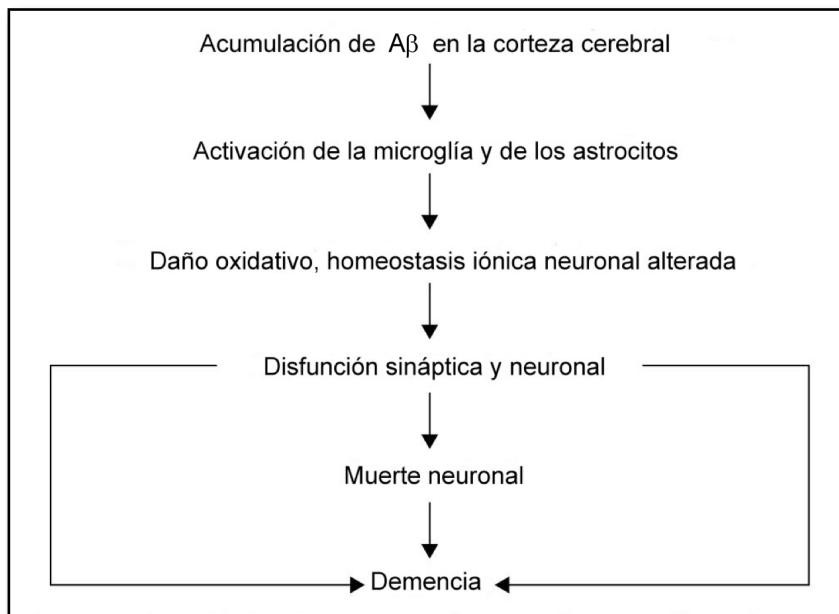 Acumulación de Aβ en la corteza cerebral
Activación de la microglía y de los astrocitos
Daño oxidativo, homeostasis iónica neuronal alterada
Disfunción sináptica y neuronal
Muerte neuronal
Demencia